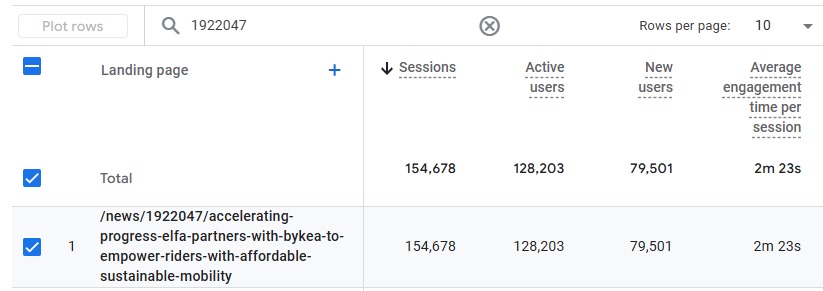 Plot rows
1922047
Rows per page: 10
Landing page
+
Sessions
Active
users
New
users
Average
engagement
time per
session
Total
154,678
128,203
79,501
2m 23s
1
/news/1922047/accelerating-
progress-elfa-partners-with-bykea-to-
empower-riders-with-affordable-
sustainable-mobility
154,678
128,203
79,501
2m 23s